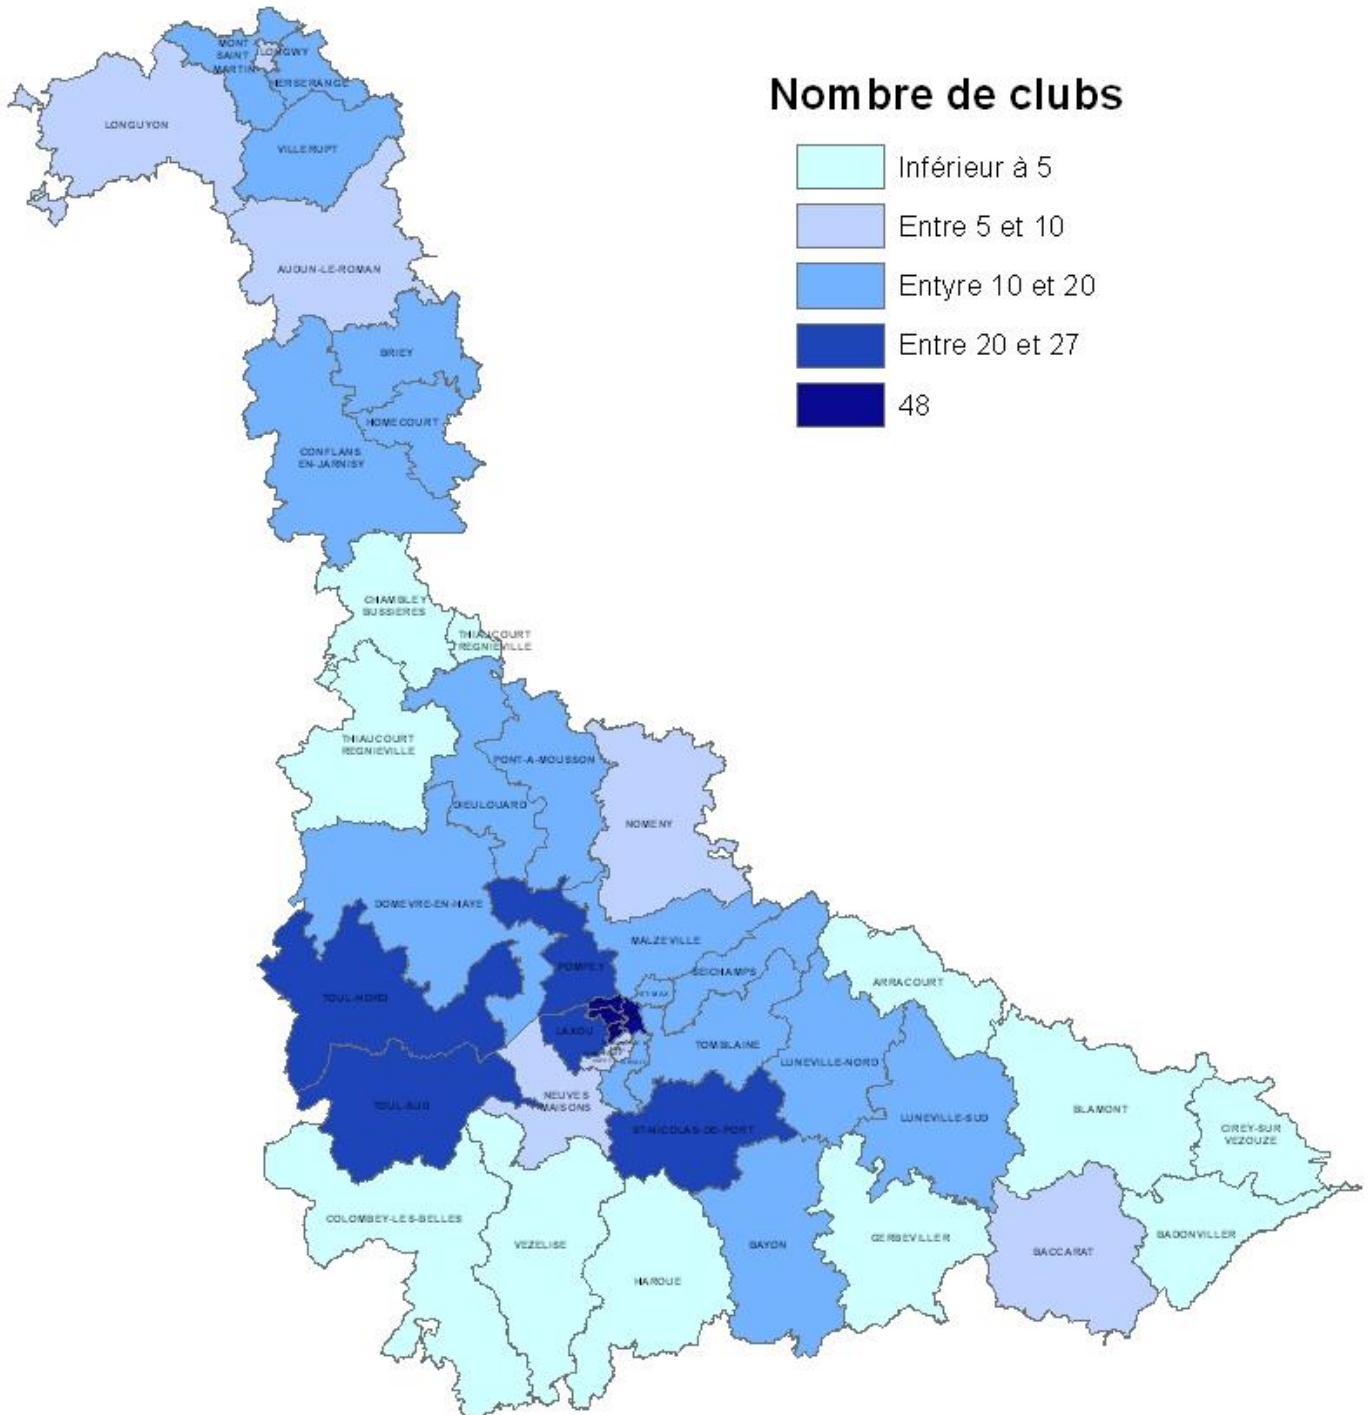 Nombre de clubs
Inférieur à 5
Entre 5 et 10
Entyre 10 et 20
Entre 20 et 27
48
MONT
SAINT
MARTIN
LONGWY
HERSERANGE
LONGUYON
VILLERUPT
AUDUN-LE-ROMAN
BRIEY
HOMECOURT
CONFLANS
EN-JARNISY
CHAMBLEY
BUSSIERES
THIAUCOURT
REGNIEVILLE
THIAUCOURT
REGNIEVILLE
PONT-A-MOUSSON
DIEULOUARD
NOMENY
DOMEVRE-EN-HAYE
MALZEVILLE
POMPEY
SEICHAMPS
ARRACOURT
TOUL-NORD
LAXOU
TOMBLAINE
LUNEVILLE-NORD
NEUVES
MAISONS
TOUL-SUD
ST-NICOLAS-DE-PORT
LUNEVILLE-SUD
BLAMONT
CIREY-SUR
VEZOUZE
COLOMBEY-LES-BELLES
VEZELISE
HAROUE
BAYON
GERBEVILLER
BACCARAT
BADONVILLER